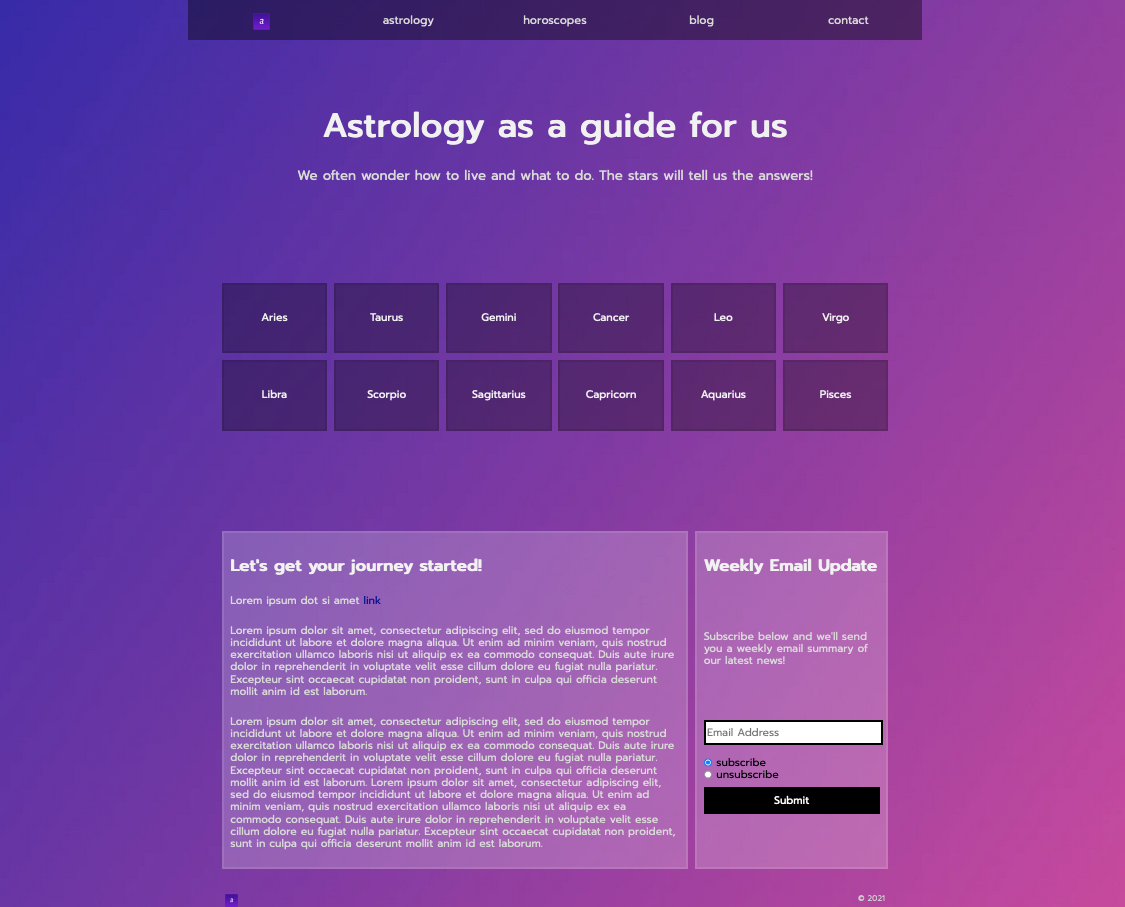 a
astrology
horoscopes
blog
contact
Astrology as a guide for us
We often wonder how to live and what to do. The stars will tell us the answers!
Aries
Taurus
Gemini
Cancer
Leo
Virgo
Libra
Scorpio
Sagittarius
Capricorn
Aquarius
Pisces
Let's get your journey started!
Lorem ipsum dot si amet link
Lorem ipsum dolor sit amet, consectetur adipiscing elit, sed do eiusmod tempor
incididunt ut labore et dolore magna aliqua. Ut enim ad minim veniam, quis nostrud
exercitation ullamco laboris nisi ut aliquip ex ea commodo consequat. Duis aute irure
dolor in reprehenderit in voluptate velit esse cillum dolore eu fugiat nulla pariatur.
Excepteur sint occaecat cupidatat non proident, sunt in culpa qui officia deserunt
mollit anim id est laborum.
Lorem ipsum dolor sit amet, consectetur adipiscing elit, sed do eiusmod tempor
incididunt ut labore et dolore magna aliqua. Ut enim ad minim veniam, quis nostrud
exercitation ullamco laboris nisi ut aliquip ex ea commodo consequat. Duis aute irure
dolor in reprehenderit in voluptate velit esse cillum dolore eu fugiat nulla pariatur.
Excepteur sint occaecat cupidatat non proident, sunt in culpa qui officia deserunt
mollit anim id est laborum. Lorem ipsum dolor sit amet, consectetur adipiscing elit,
sed do eiusmod tempor incididunt ut labore et dolore magna aliqua. Ut enim ad
minim veniam, quis nostrud exercitation ullamco laboris nisi ut aliquip ex ea
commodo consequat. Duis aute irure dolor in reprehenderit in voluptate velit esse
cillum dolore eu fugiat nulla pariatur. Excepteur sint occaecat cupidatat non proident,
sunt in culpa qui officia deserunt mollit anim id est laborum.
Weekly Email Update
Subscribe below and we'll send
you a weekly email summary of
our latest news!
Email Address
subscribe
unsubscribe
Submit
a
© 2021